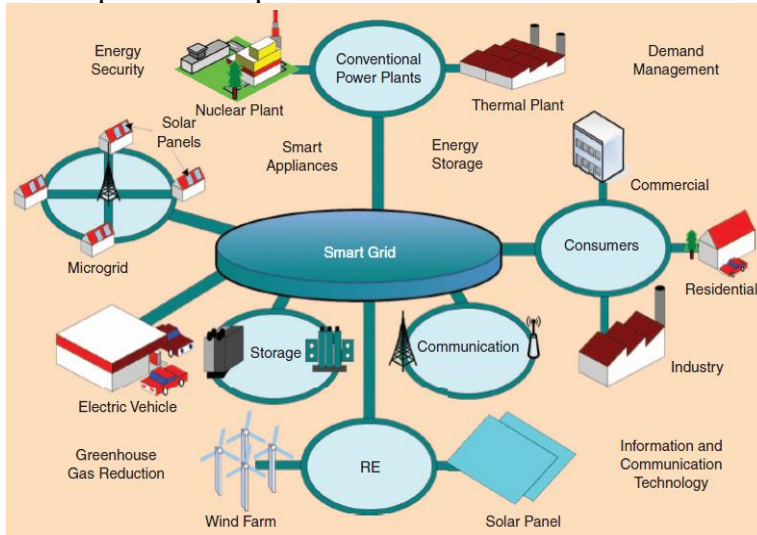 Energy
Security
Conventional
Power Plants
Demand
Management
Nuclear Plant
Thermal Plant
Solar
Panels
Smart
Appliances
Energy
Storage
Commercial
Smart Grid
Consumers
Microgrid
Residential
Storage
Communication
Industry
Electric Vehicle
Greenhouse
Gas Reduction
RE
Information and
Communication
Technology
Wind Farm
Solar Panel